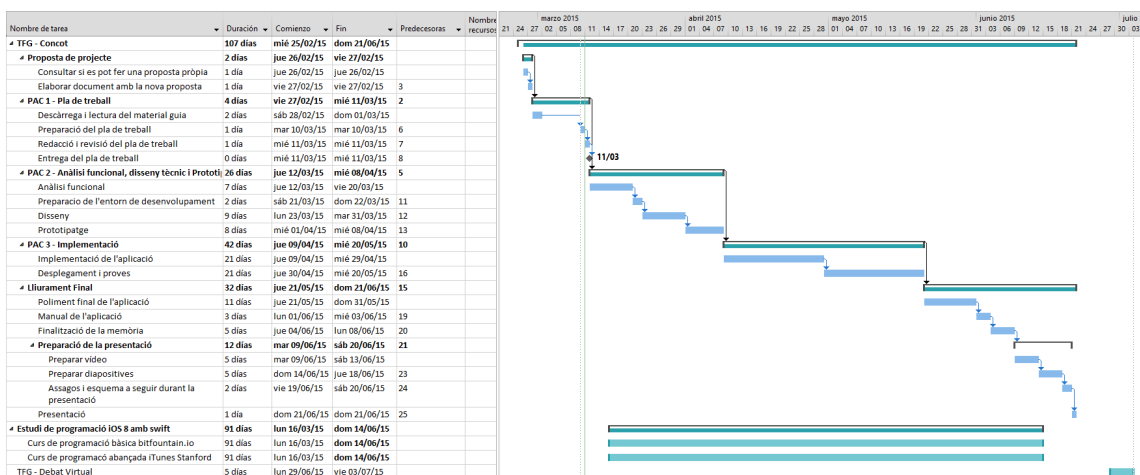 marzo 2015 abril 2015 mayo 2015 junio 2015 julio
Nombre de tarea Duración Comienzo Fin Predecesoras Nombre recursos 21 24 27 02 05 08 11 14 17 20 23 26 29 01 04 07 10 13 16 19 22 25 28 01 04 07 10 13 16 19 22 25 28 31 03 06 09 12 15 18 21 24 27 30 03
TFG - Concot 107 días mié 25/02/15 dom 21/06/15
Proposta de projecte 2 días jue 26/02/15 vie 27/02/15
Consultar si es pot fer una proposta pròpia 1 día jue 26/02/15 jue 26/02/15
Elaborar document amb la nova proposta 1 día vie 27/02/15 vie 27/02/15 3
PAC 1 - Pla de treball 4 días vie 27/02/15 mié 11/03/15 2
Descàrrega i lectura del material guia 2 días sáb 28/02/15 dom 01/03/15
Preparació del pla de treball 1 día mar 10/03/15 mar 10/03/15 6
Redacció i revisió del pla de treball 1 día mié 11/03/15 mié 11/03/15 7
Entrega del pla de treball 0 días mié 11/03/15 mié 11/03/15 8 11/03
PAC 2 - Anàlisi funcional, disseny tècnic i Prototi 26 días jue 12/03/15 mié 08/04/15 5
Anàlisi funcional 7 días jue 12/03/15 vie 20/03/15
Preparacio de l'entorn de desenvolupament 2 días sáb 21/03/15 dom 22/03/15 11
Disseny 9 días lun 23/03/15 mar 31/03/15 12
Prototipatge 8 días mié 01/04/15 mié 08/04/15 13
PAC 3 - Implementació 42 días jue 09/04/15 mié 20/05/15 10
Implementació de l'aplicació 21 días jue 09/04/15 mié 29/04/15
Desplegament i proves 21 días jue 30/04/15 mié 20/05/15 16
Lliurament Final 32 días jue 21/05/15 dom 21/06/15 15
Poliment final de l'aplicació 11 días jue 21/05/15 dom 31/05/15
Manual de l'aplicació 3 días lun 01/06/15 mié 03/06/15 19
Finalització de la memòria 5 días jue 04/06/15 lun 08/06/15 20
Preparació de la presentació 12 días mar 09/06/15 sáb 20/06/15 21
Preparar vídeo 5 días mar 09/06/15 sáb 13/06/15
Preparar diapositives 5 días dom 14/06/15 jue 18/06/15 23
Assagos i esquema a seguir durant la 2 días vie 19/06/15 sáb 20/06/15 24
presentació
Presentació 1 día dom 21/06/15 dom 21/06/15 25
Estudi de programació iOS 8 amb swift 91 días lun 16/03/15 dom 14/06/15
Curs de programació bàsica bitfountain.io 91 días lun 16/03/15 dom 14/06/15
Curs de programacó abançada iTunes Stanford 91 días lun 16/03/15 dom 14/06/15
TFG - Debat Virtual 5 días lun 29/06/15 vie 03/07/15